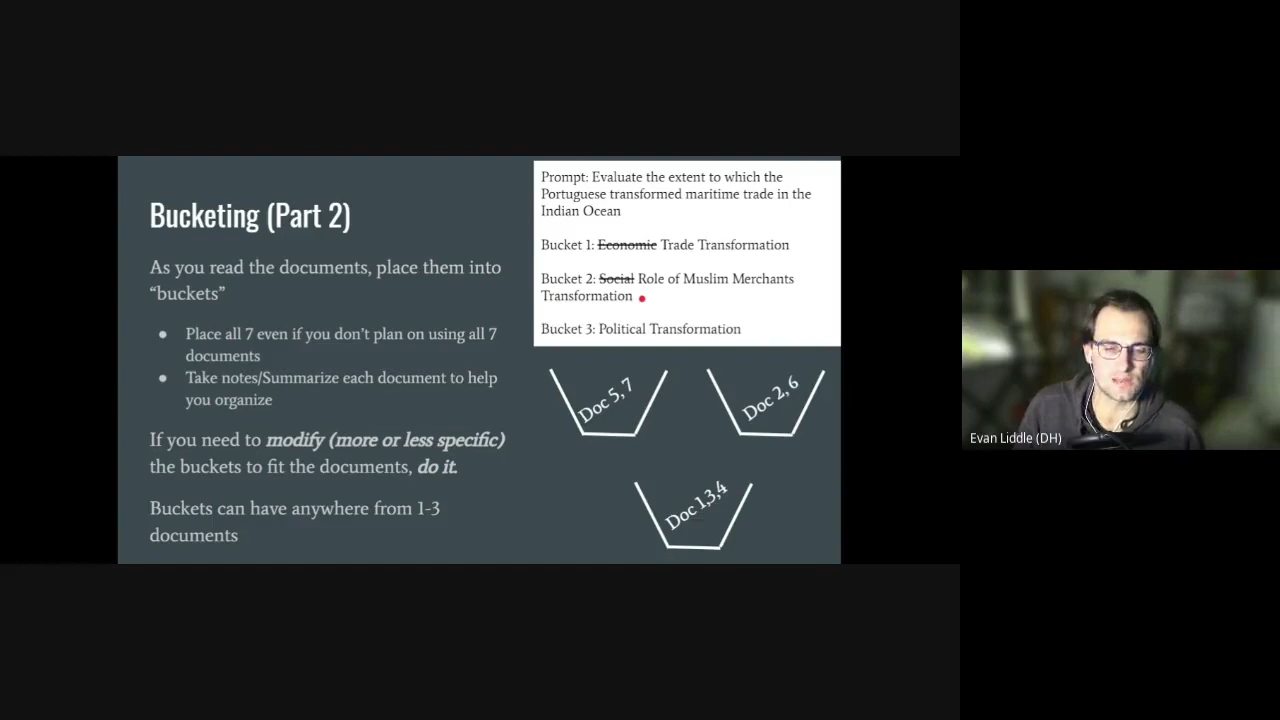 Bucketing (Part 2)
As you read the documents, place them into
“buckets”
● Place all 7 even if you don’t plan on using all 7
documents
● Take notes/Summarize each document to help
you organize
If you need to modify (more or less specific)
the buckets to fit the documents, do it.
Buckets can have anywhere from 1-3
documents
Prompt: Evaluate the extent to which the
Portuguese transformed maritime trade in the
Indian Ocean
Bucket 1: Economic Trade Transformation
Bucket 2: Social Role of Muslim Merchants
Transformation
Bucket 3: Political Transformation
Doc 5, 7
Doc 2, 6
Doc 1,3,4
Evan Liddle (DH)